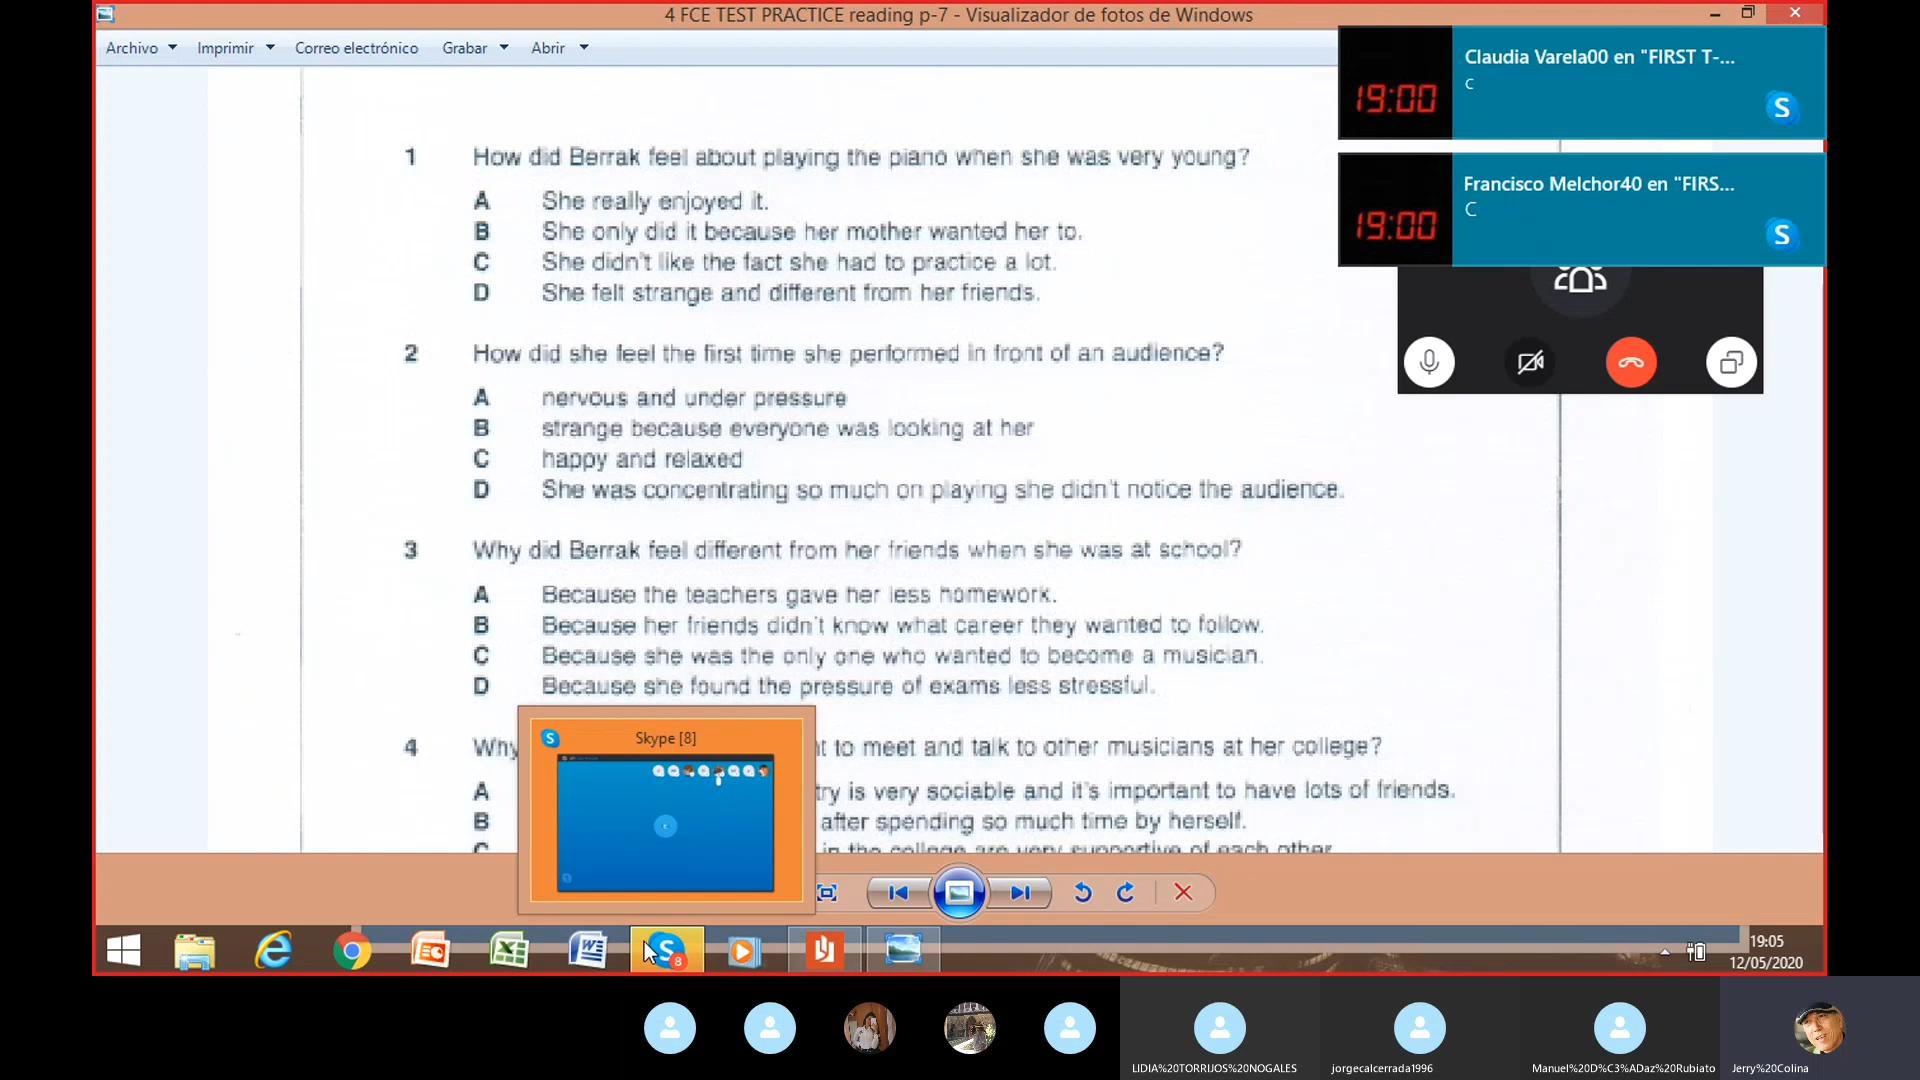 4 FCE TEST PRACTICE reading p-7 - Visualizador de fotos de Windows
Archivo Imprimir Correo electrónico Grabar Abrir
Claudia Varela00 en "FIRST T-...
c
19:00
Francisco Melchor40 en "FIRS...
C
19:00
1 How did Berrak feel about playing the piano when she was very young?
A She really enjoyed it.
B She only did it because her mother wanted her to.
C She didn't like the fact she had to practice a lot.
D She felt strange and different from her friends.
2 How did she feel the first time she performed in front of an audience?
A nervous and under pressure
B strange because everyone was looking at her
C happy and relaxed
D She was concentrating so much on playing she didn't notice the audience.
3 Why did Berrak feel different from her friends when she was at school?
A Because the teachers gave her less homework.
B Because her friends didn't know what career they wanted to follow.
C Because she was the only one who wanted to become a musician.
D Because she found the pressure of exams less stressful.
4 Why t to meet and talk to other musicians at her college?
A try is very sociable and it's important to have lots of friends.
B after spending so much time by herself.
C in the college are very supportive of each other
Skype [8]
8
19:05
12/05/2020
LIDIA%20TORRIJOS%20NOGALES
jorgecalcerrada1996
Manuel%20D%C3%ADaz%20Rubiato
Jerry%20Colina